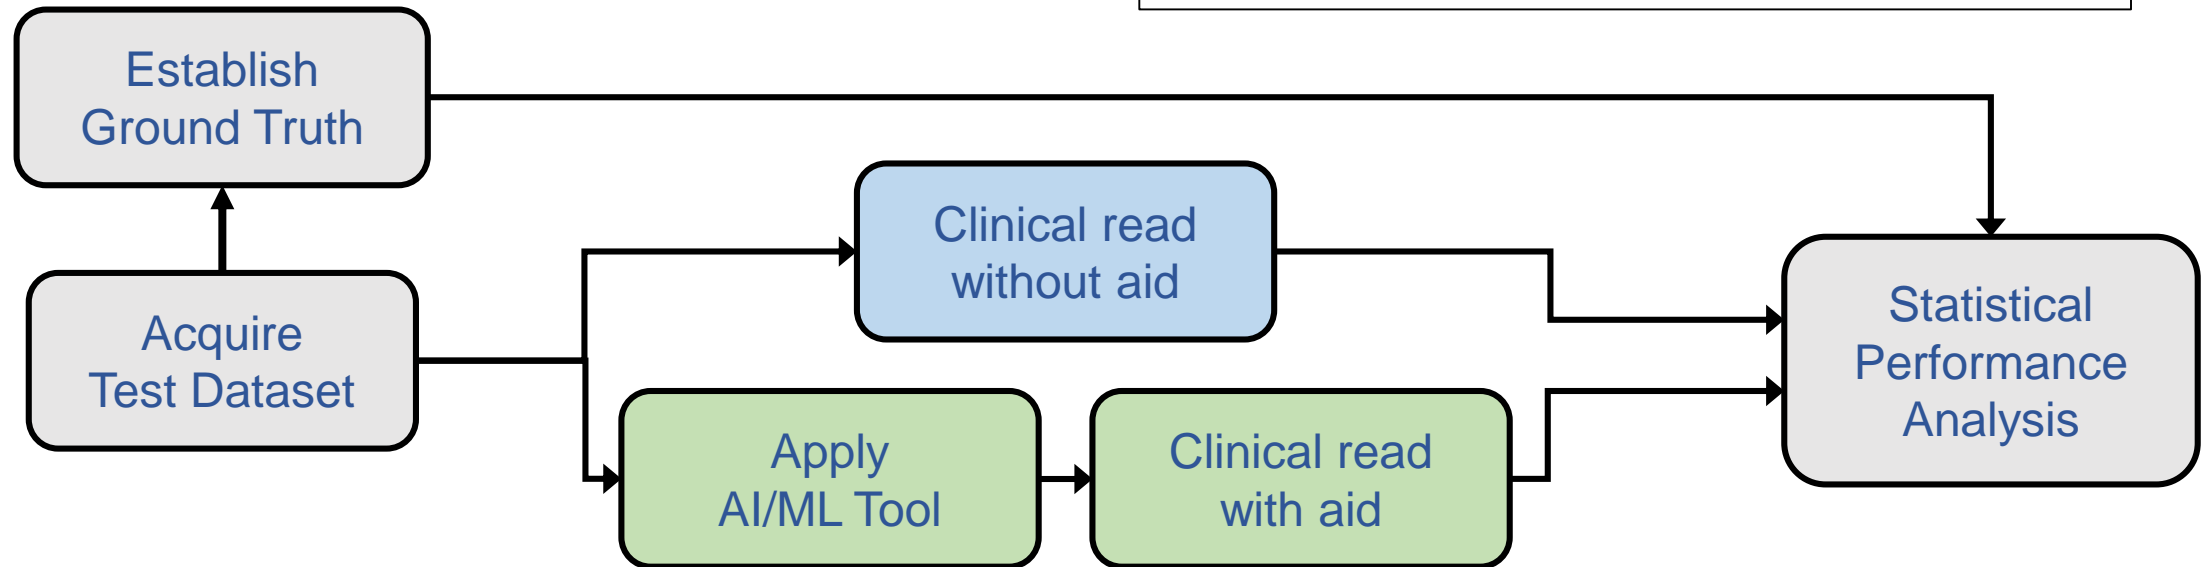 Establish
Ground Truth
Clinical read
without aid
Acquire
Test Dataset
Statistical
Performance
Analysis
Apply
AI/ML Tool
Clinical read
with aid